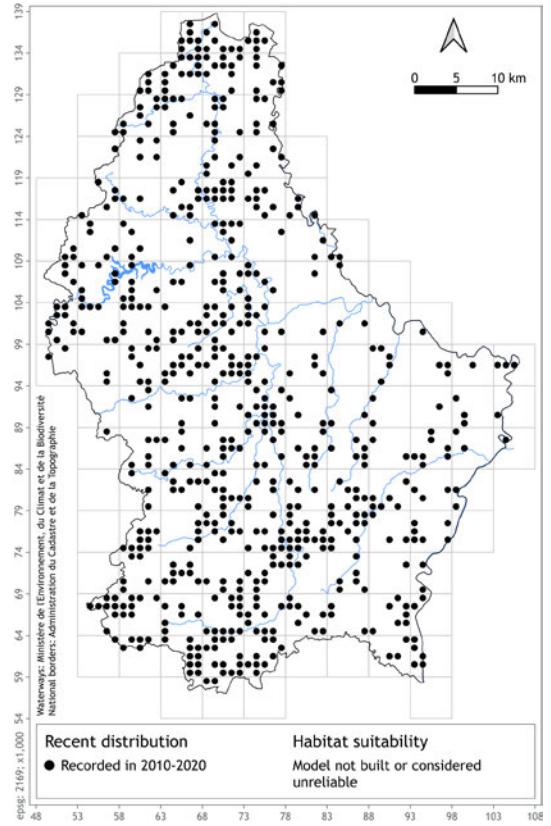 139
129
124
119
114
109
104
99
94
89
84
79
74
69
64
59
54
0 5 10 km
Waterways: Ministère de l'Environnement, du Climat et de la Biodiversité
National borders: Administration du Cadastre et de la Topographie
Recent distribution
Recorded in 2010-2020
Habitat suitability
Model not built or considered
unreliable
epsg: 2169; x1,000
48 53 58 63 68 73 78 83 88 93 98 103 108